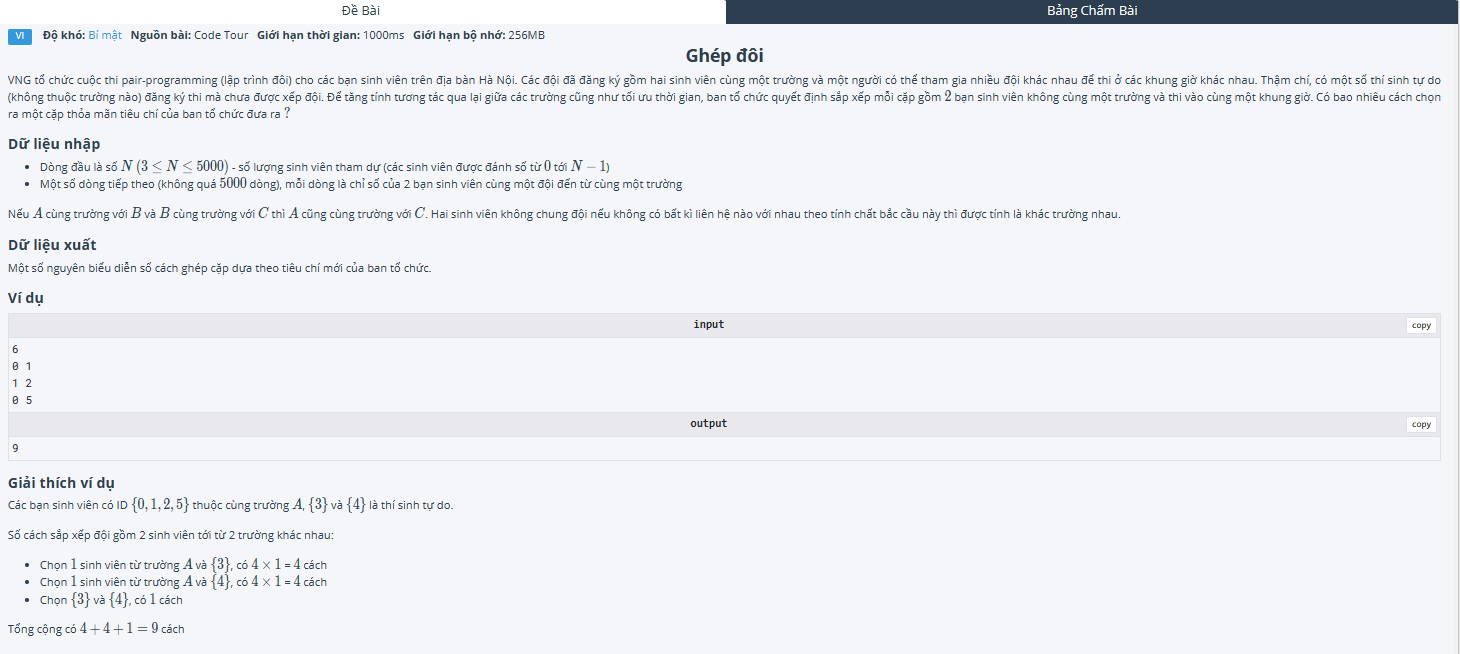 Đề Bài
Bảng Chấm Bài
VI Độ khó: Bí mật Nguồn bài: Code Tour Giới hạn thời gian: 1000ms Giới hạn bộ nhớ: 256MB
Ghép đôi
VNG tổ chức cuộc thi pair-programming (lập trình đôi) cho các bạn sinh viên trên địa bàn Hà Nội. Các đội đã đăng ký gồm hai sinh viên cùng một trường và một người có thể tham gia nhiều đội khác nhau để thi ở các khung giờ khác nhau. Thậm chí, có một số thí sinh tự do
(không thuộc trường nào) đăng ký thi mà chưa được xếp đội. Để tăng tính tương tác qua lại giữa các trường cũng như tối ưu thời gian, ban tổ chức quyết định sắp xếp mỗi cặp gồm 2 bạn sinh viên không cùng một trường và thi vào cùng một khung giờ. Có bao nhiêu cách chọn
ra một cặp thỏa mãn tiêu chí của ban tổ chức đưa ra ?
Dữ liệu nhập
• Dòng đầu là số N (3 ≤ N ≤ 5000) - số lượng sinh viên tham dự (các sinh viên được đánh số từ 0 tới N − 1)
• Một số dòng tiếp theo (không quá 5000 dòng), mỗi dòng là chỉ số của 2 bạn sinh viên cùng một đội đến từ cùng một trường
Nếu A cùng trường với B và B cùng trường với C thì A cũng cùng trường với C. Hai sinh viên không chung đội nếu không có bất kì liên hệ nào với nhau theo tính chất bắc cầu này thì được tính là khác trường nhau.
Dữ liệu xuất
Một số nguyên biểu diễn số cách ghép cặp dựa theo tiêu chí mới của ban tổ chức.
Ví dụ
input
copy
6
0 1
1 2
0 5
output
copy
9
Giải thích ví dụ
Các bạn sinh viên có ID {0, 1, 2, 5} thuộc cùng trường A, {3} và {4} là thí sinh tự do.
Số cách sắp xếp đội gồm 2 sinh viên tới từ 2 trường khác nhau:
• Chọn 1 sinh viên từ trường A và {3}, có 4 × 1 = 4 cách
• Chọn 1 sinh viên từ trường A và {4}, có 4 × 1 = 4 cách
• Chọn {3} và {4}, có 1 cách
Tổng cộng có 4 + 4 + 1 = 9 cách